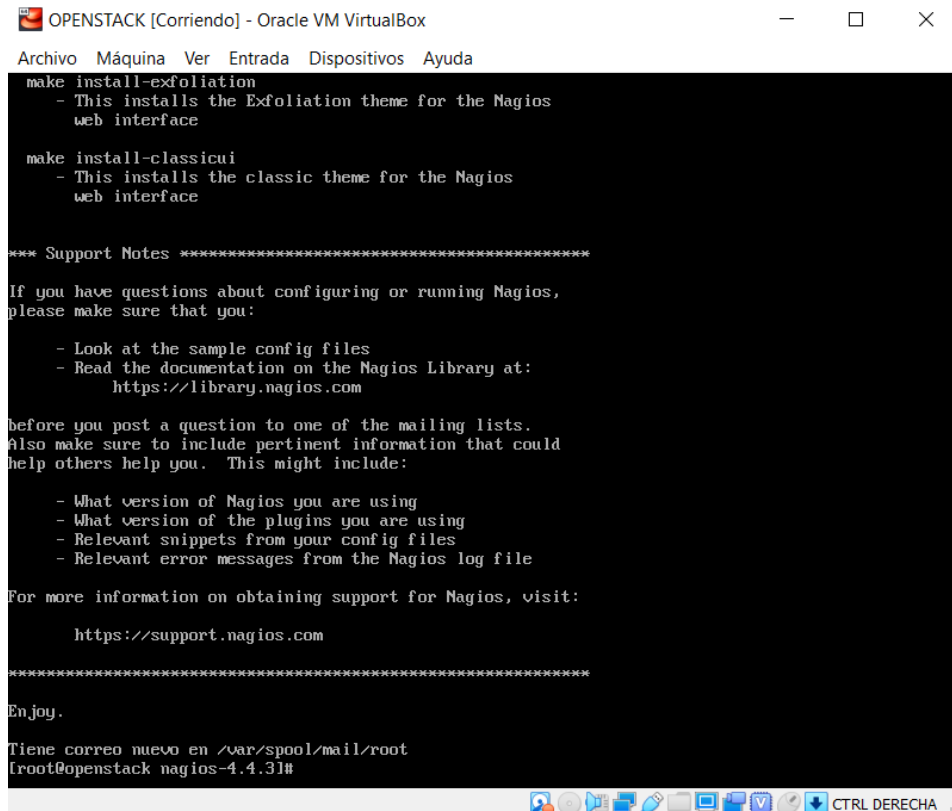 OPENSTACK [Corriendo] - Oracle VM VirtualBox
Archivo Máquina Ver Entrada Dispositivos Ayuda
make install-exfoliation
- This installs the Exfoliation theme for the Nagios
web interface
make install-classicui
- This installs the classic theme for the Nagios
web interface
*** Support Notes *******************************************
If you have questions about configuring or running Nagios,
please make sure that you:
- Look at the sample config files
- Read the documentation on the Nagios Library at:
https://library.nagios.com
before you post a question to one of the mailing lists.
Also make sure to include pertinent information that could
help others help you.  This might include:
- What version of Nagios you are using
- What version of the plugins you are using
- Relevant snippets from your config files
- Relevant error messages from the Nagios log file
For more information on obtaining support for Nagios, visit:
https://support.nagios.com
*************************************************************
Enjoy.
Tiene correo nuevo en /var/spool/mail/root
[root@openstack nagios-4.4.3]#
CTRL DERECHA